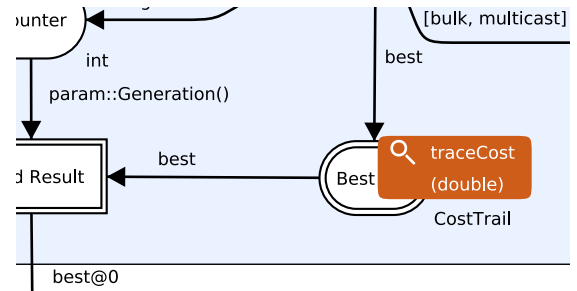 [bulk, multicast]
ounter
int
best
param::Generation()
traceCost
(double)
best
d Result
Best
CostTrail
best@0